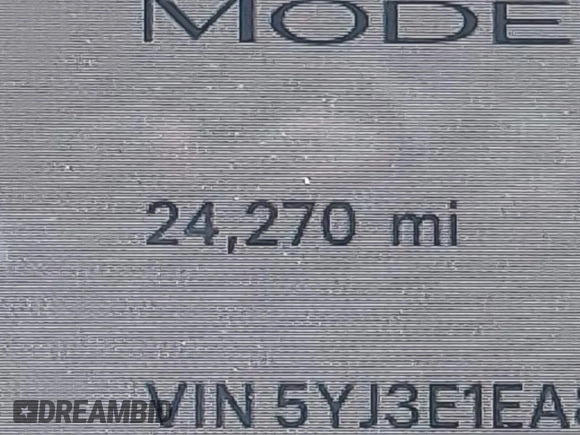 MODE
24,270 mi
VIN 5YJ3E1EA
DREAMBID